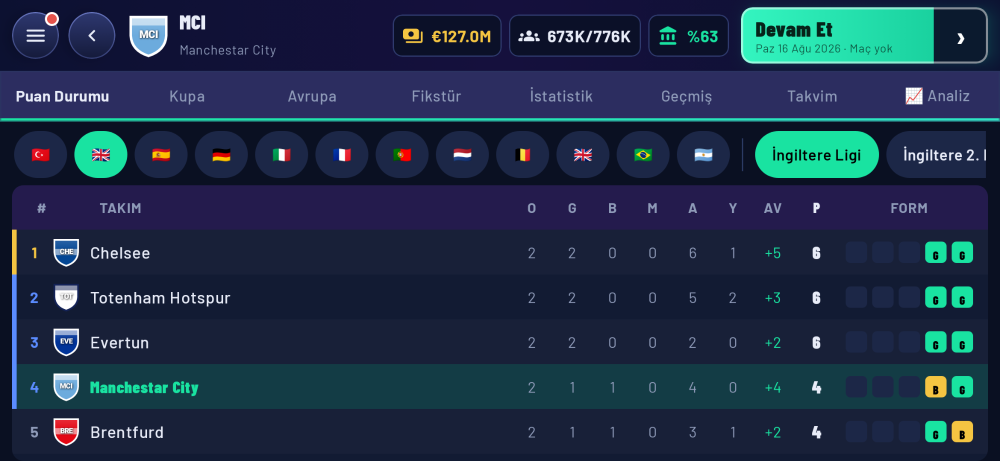 MCI
MCI
Manchestar City
€127.0M
673K/776K
%63
Devam Et
Paz 16 Ağu 2026 · Maç yok
Puan Durumu Kupa Avrupa Fikstür İstatistik Geçmiş Takvim Analiz
İngiltere Ligi İngiltere 2.
# TAKIM O G B M A Y AV P FORM
1 CHE Chelsee 2 2 0 0 6 1 +5 6 G G
2 TOT Totenham Hotspur 2 2 0 0 5 2 +3 6 G G
3 EVE Evertun 2 2 0 0 2 0 +2 6 G G
4 MCI Manchestar City 2 1 1 0 4 0 +4 4 B G
5 BRE Brentfurd 2 1 1 0 3 1 +2 4 G B